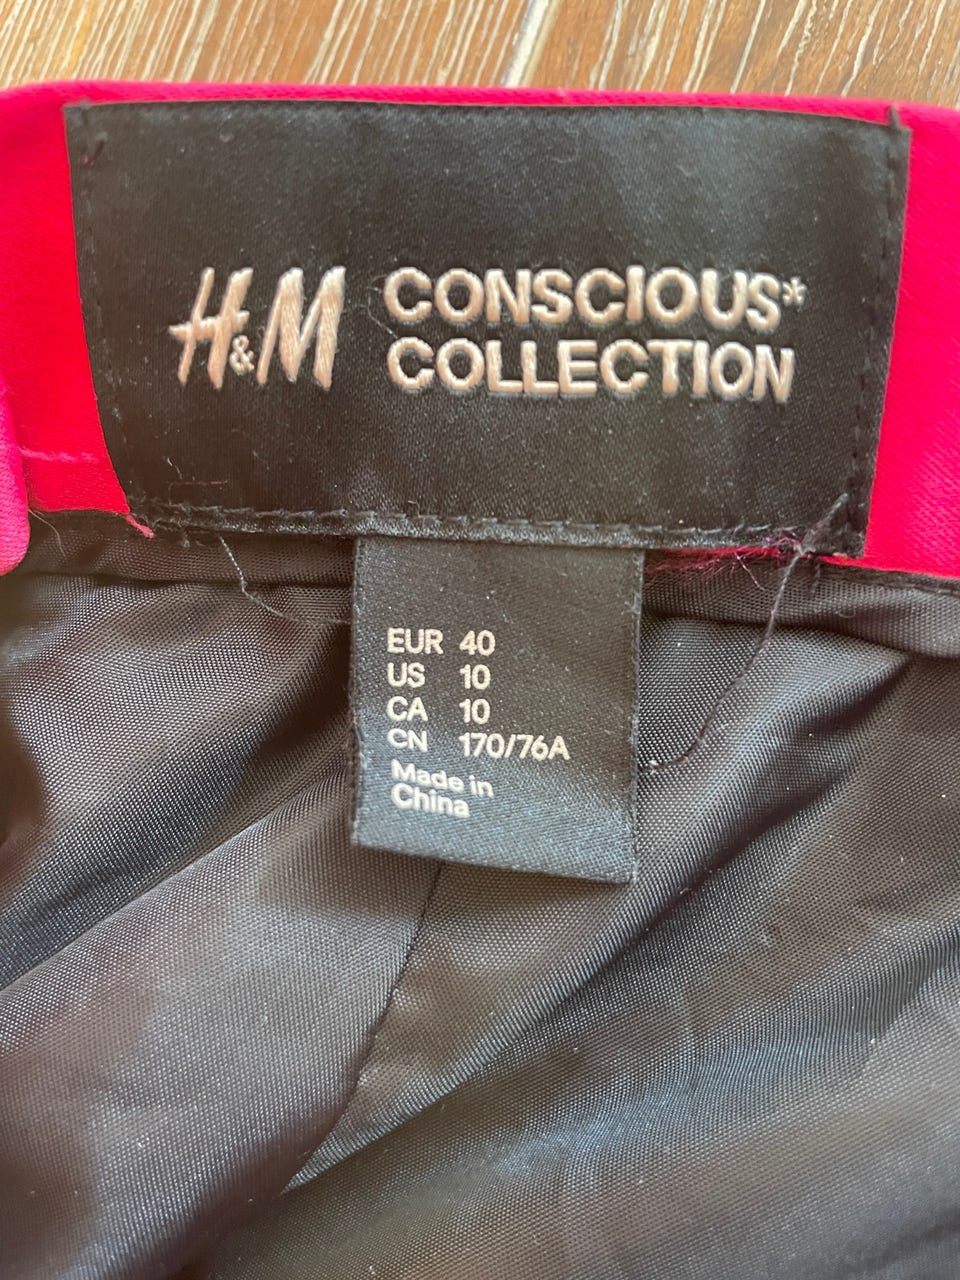 H&M CONSCIOUS*
COLLECTION
EUR 40
US 10
CA 10
CN 170/76A
Made in
China